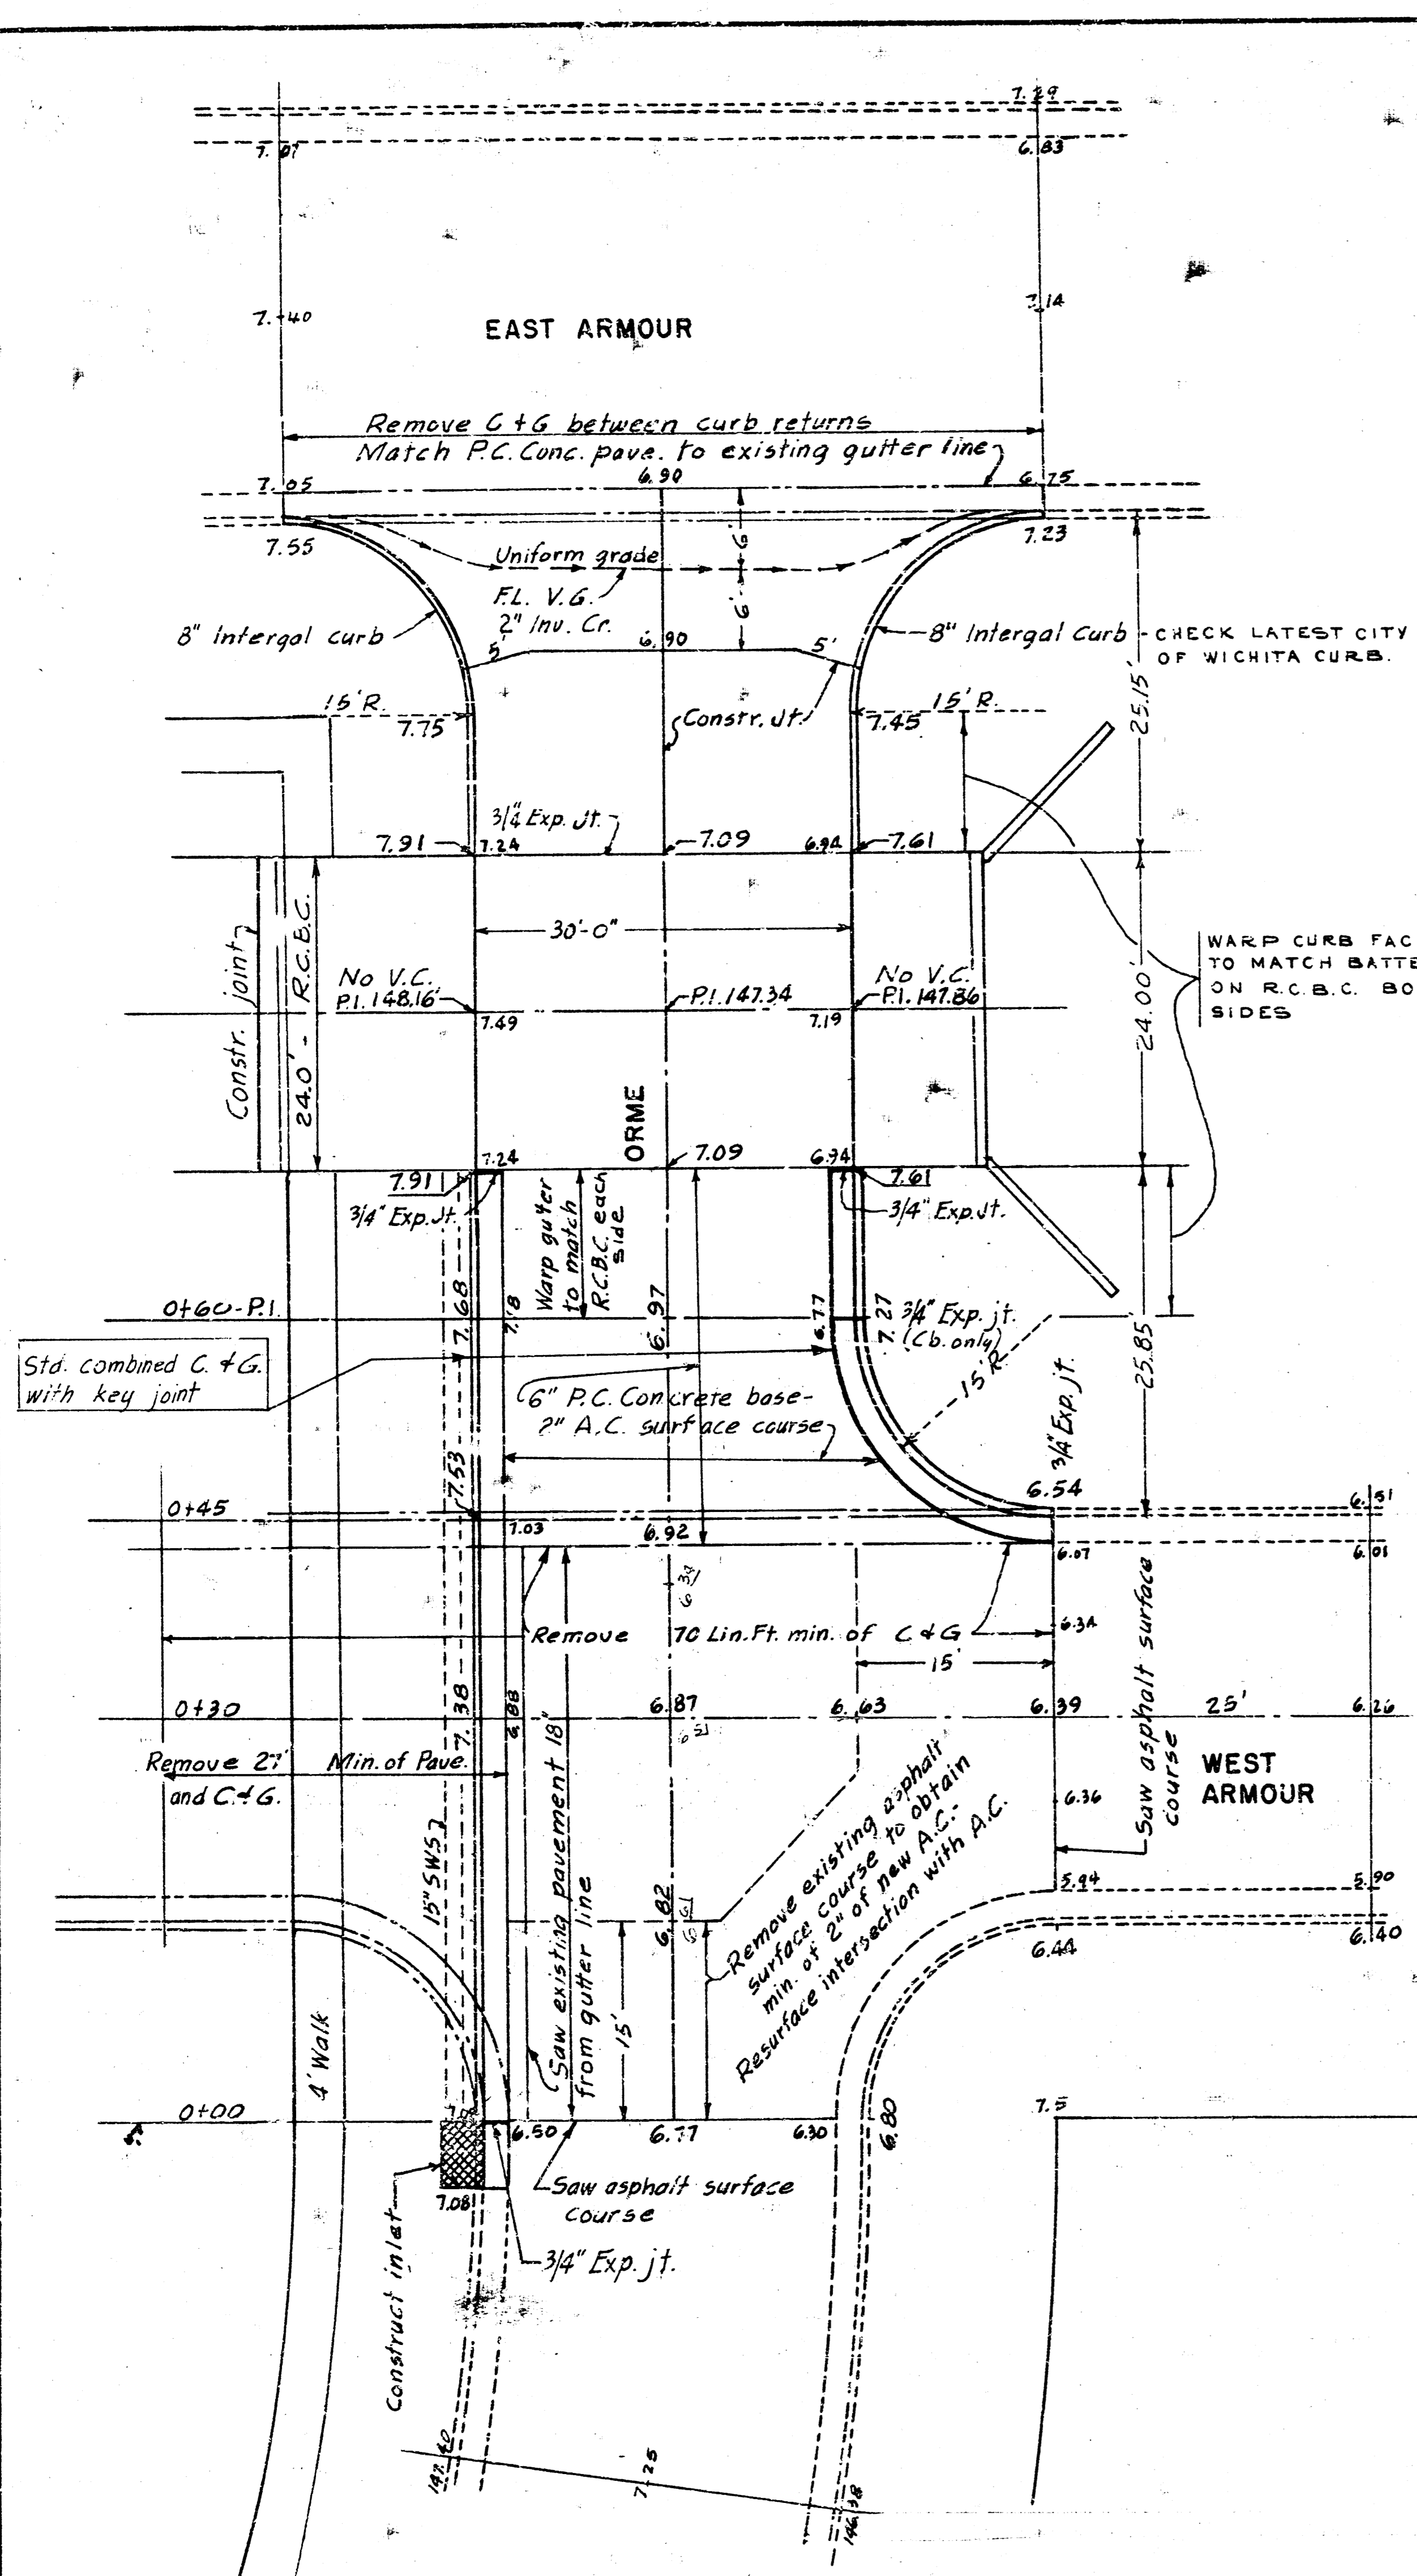 7.29
6.83
7.40
7.14
EAST ARMOUR
Remove C & G between curb returns
Match P.C. Conc. pave. to existing gutter line
7.05
6.90
6.75
7.55
7.23
Uniform grade
6'
F.L. V.G.
2" Inv. Cr.
6'
8" Intergal curb
8" Intergal Curb
CHECK LATEST CITY
OF WICHITA CURB.
5'
6.90
5'
25.15'
15' R.
7.75
Constr. Jt.
7.45
15' R.
3/4" Exp. Jt.
7.91
7.24
7.09
6.94
7.61
30'-0"
Constr. joint
24.0' - R.C.B.C.
24.00'
WARP CURB FAC
TO MATCH BATTE
ON R.C.B.C. BO
SIDES
No V.C.
P.I. 148.16
P.I. 147.34
No V.C.
P.I. 147.86
7.49
7.19
ORME
7.24
7.09
6.94
7.91
7.61
3/4" Exp. Jt.
3/4" Exp. Jt.
Warp gutter
to match
R.C.B.C. each
side
0+60-P.I.
7.68
7.18
6.97
6.77
7.27
3/4" Exp. jt.
(Cb. only)
15' R.
25.85'
Std. combined C. & G.
with key joint
6" P.C. Concrete base-
2" A.C. surface course
3/4" Exp. jt.
7.53
6.54
6.51
0+45
7.03
6.92
6.07
6.01
6.39
Remove 70 Lin. Ft. min. of C & G
6.34
15'
0+30
7.38
6.88
6.87
6.63
6.39
25'
6.26
6.51
Remove 27' Min. of Pave.
and C. & G.
Saw asphalt surface
course
WEST
ARMOUR
6.36
15" SWS
Saw existing pavement 18"
from gutter line
Remove existing asphalt
surface course to obtain
min. of 2" of new A.C.-
Resurface intersection with A.C.
5.94
5.90
6.82
6.61
6.44
6.40
15'
4' Walk
0+00
6.50
6.77
6.30
6.80
7.5
7.08
Saw asphalt surface
course
3/4" Exp. jt.
Construct inlet
147.40
7.25
146.98